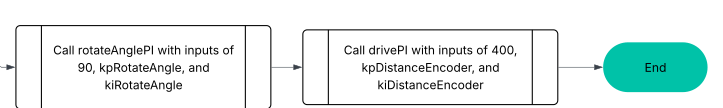 Call rotateAnglePI with inputs of
90, kpRotateAngle, and
kiRotateAngle
Call drivePI with inputs of 400,
kpDistanceEncoder, and
kiDistanceEncoder
End